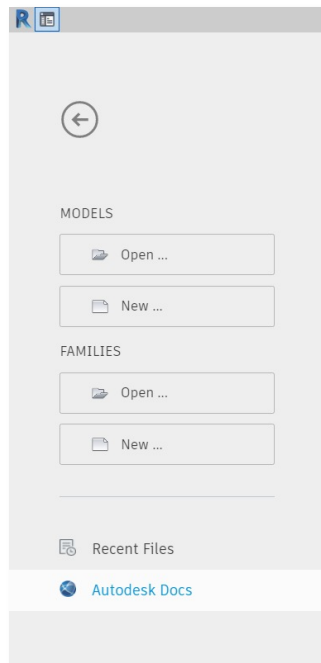 R
MODELS
Open ...
New ...
FAMILIES
Open ...
New ...
Recent Files
Autodesk Docs